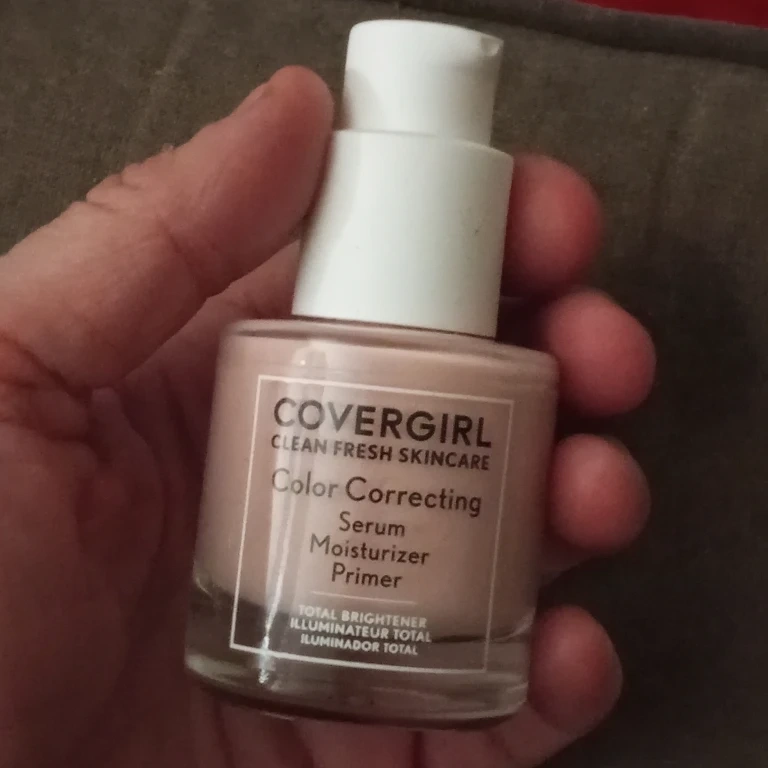 COVERGIRL
CLEAN FRESH SKINCARE
Color Correcting
Serum
Moisturizer
Primer
TOTAL BRIGHTENER
ILLUMINATEUR TOTAL
ILUMINADOR TOTAL